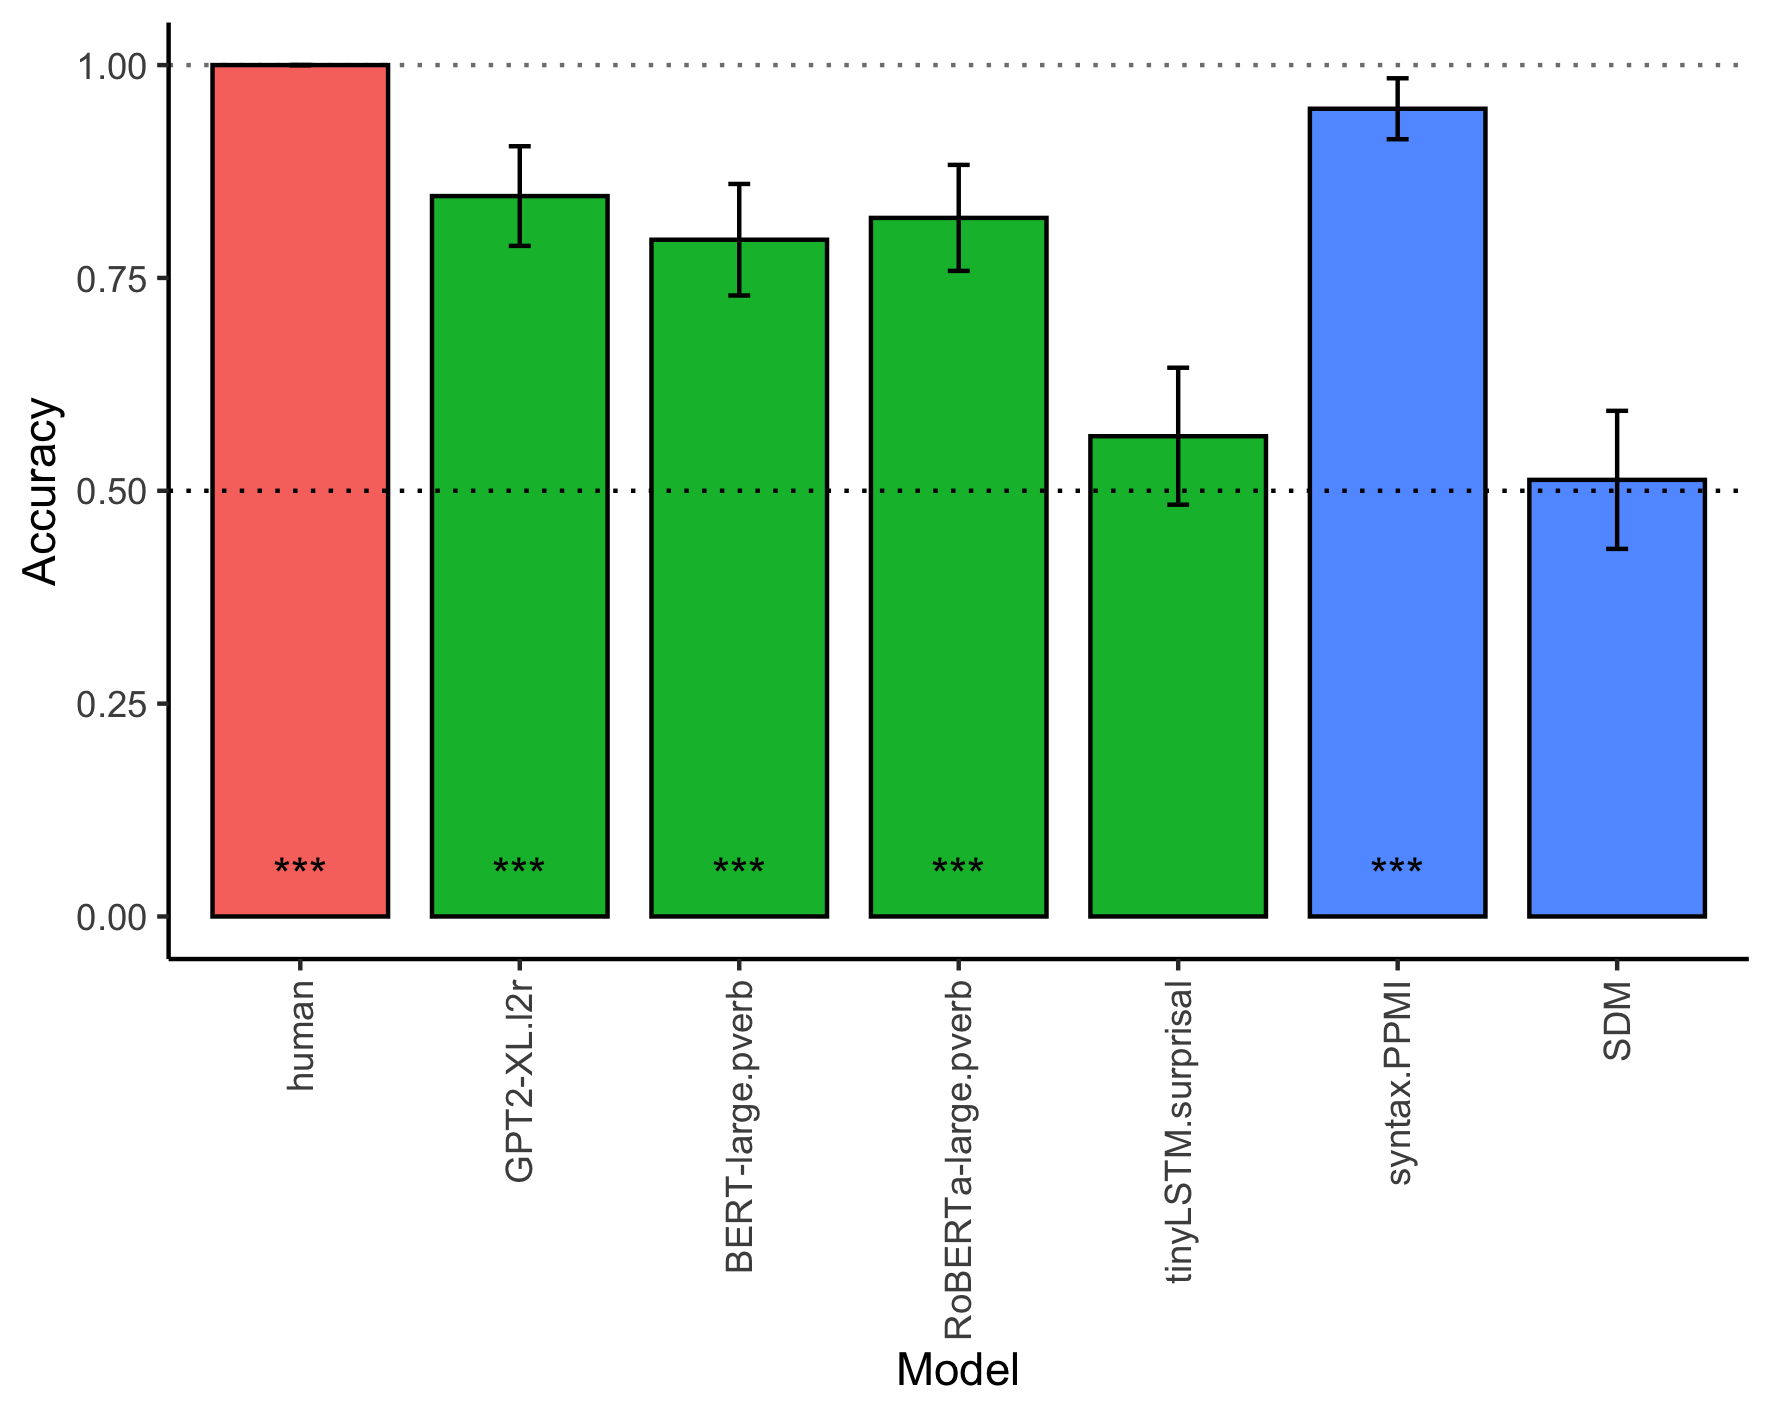 Accuracy
1.00
0.75
0.50
0.25
0.00
*** *** *** *** ***
human
GPT2-XL.l2r
BERT-large.pverb
RoBERTa-large.pverb
tinyLSTM.surprisal
syntax.PPMI
SDM
Model